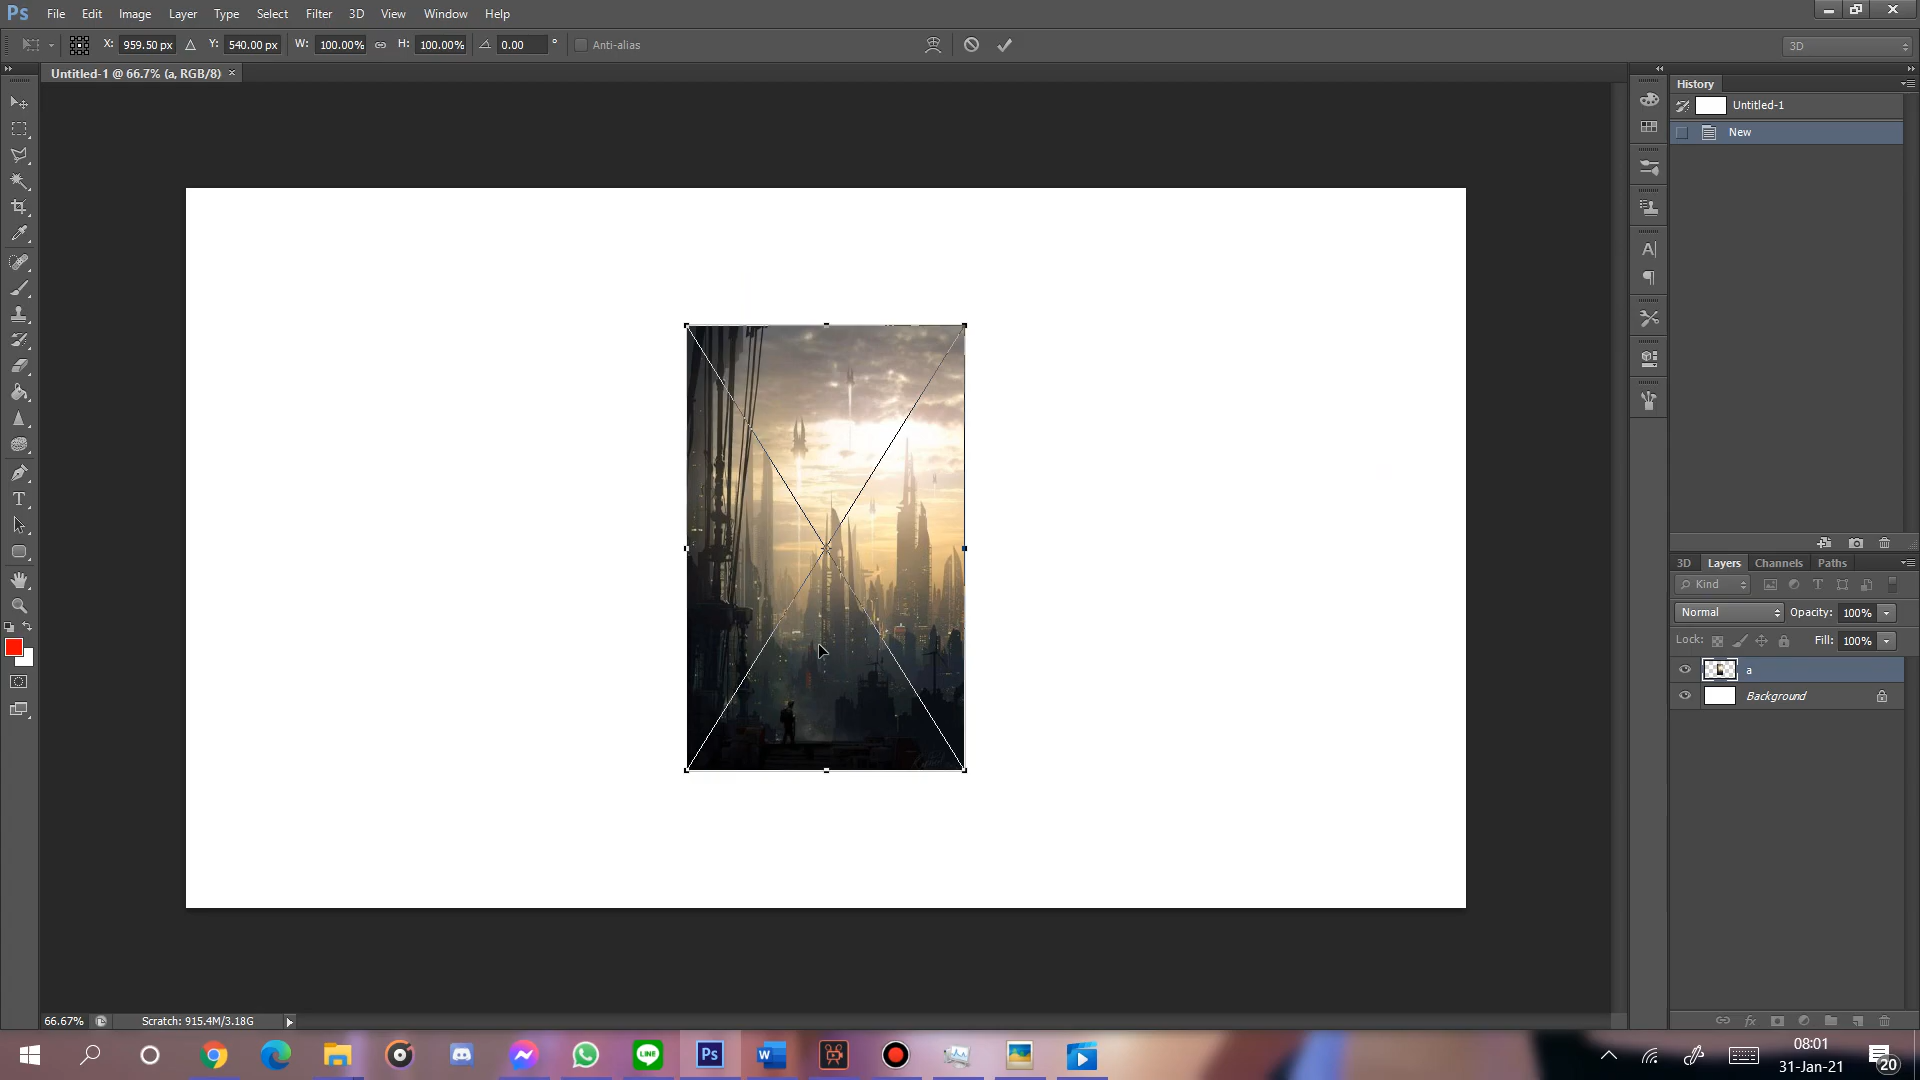 Ps File Edit Image Layer Type Select Filter 3D View Window Help
X: 959.50 px Y: 540.00 px W: 100.00% H: 100.00% 0.00 ° Anti-alias 3D
Untitled-1 @ 66.7% (a, RGB/8) ×
History
Untitled-1
New
3D Layers Channels Paths
Kind
Normal Opacity: 100%
Lock: Fill: 100%
a
Background
66.67% Scratch: 915.4M/3.18G
LINE Ps W
08:01
31-Jan-21
20